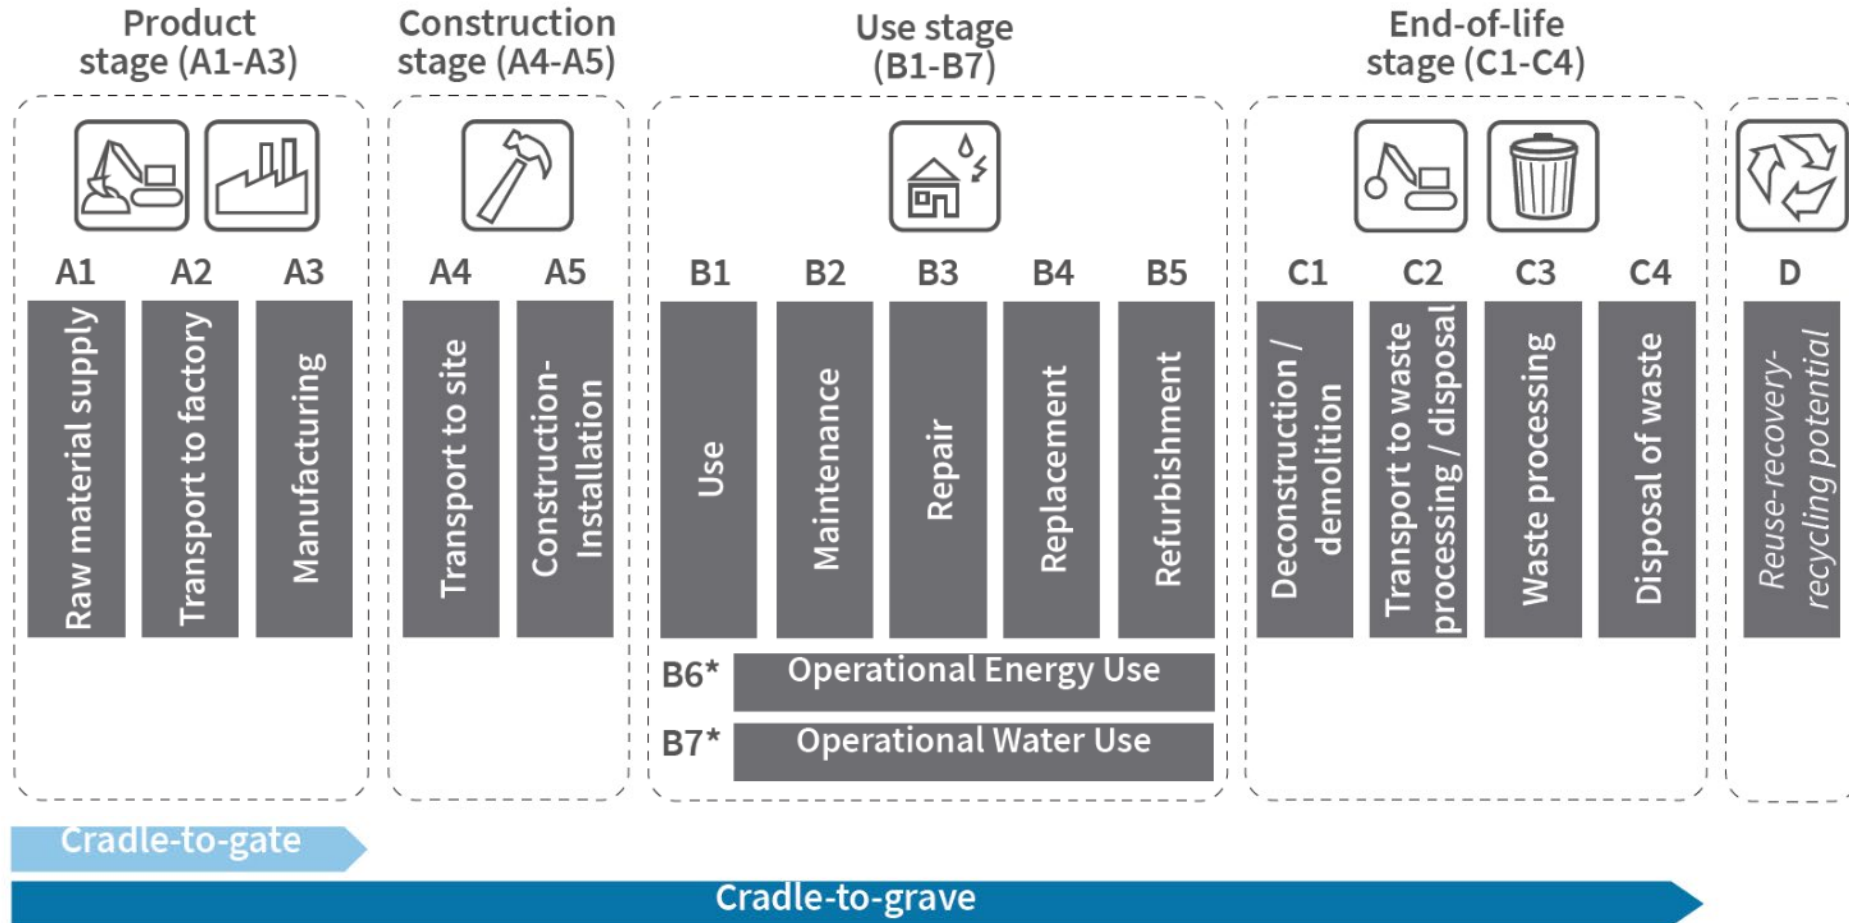 Product
stage (A1-A3)
Construction
stage (A4-A5)
Use stage
(B1-B7)
End-of-life
stage (C1-C4)
A1
A2
A3
A4
A5
B1
B2
B3
B4
B5
C1
C2
C3
C4
D
Raw material supply
Transport to factory
Manufacturing
Transport to site
Construction-
Installation
Use
Maintenance
Repair
Replacement
Refurbishment
Deconstruction /
demolition
Transport to waste
processing / disposal
Waste processing
Disposal of waste
Reuse-recovery-
recycling potential
B6* Operational Energy Use
B7* Operational Water Use
Cradle-to-gate
Cradle-to-grave